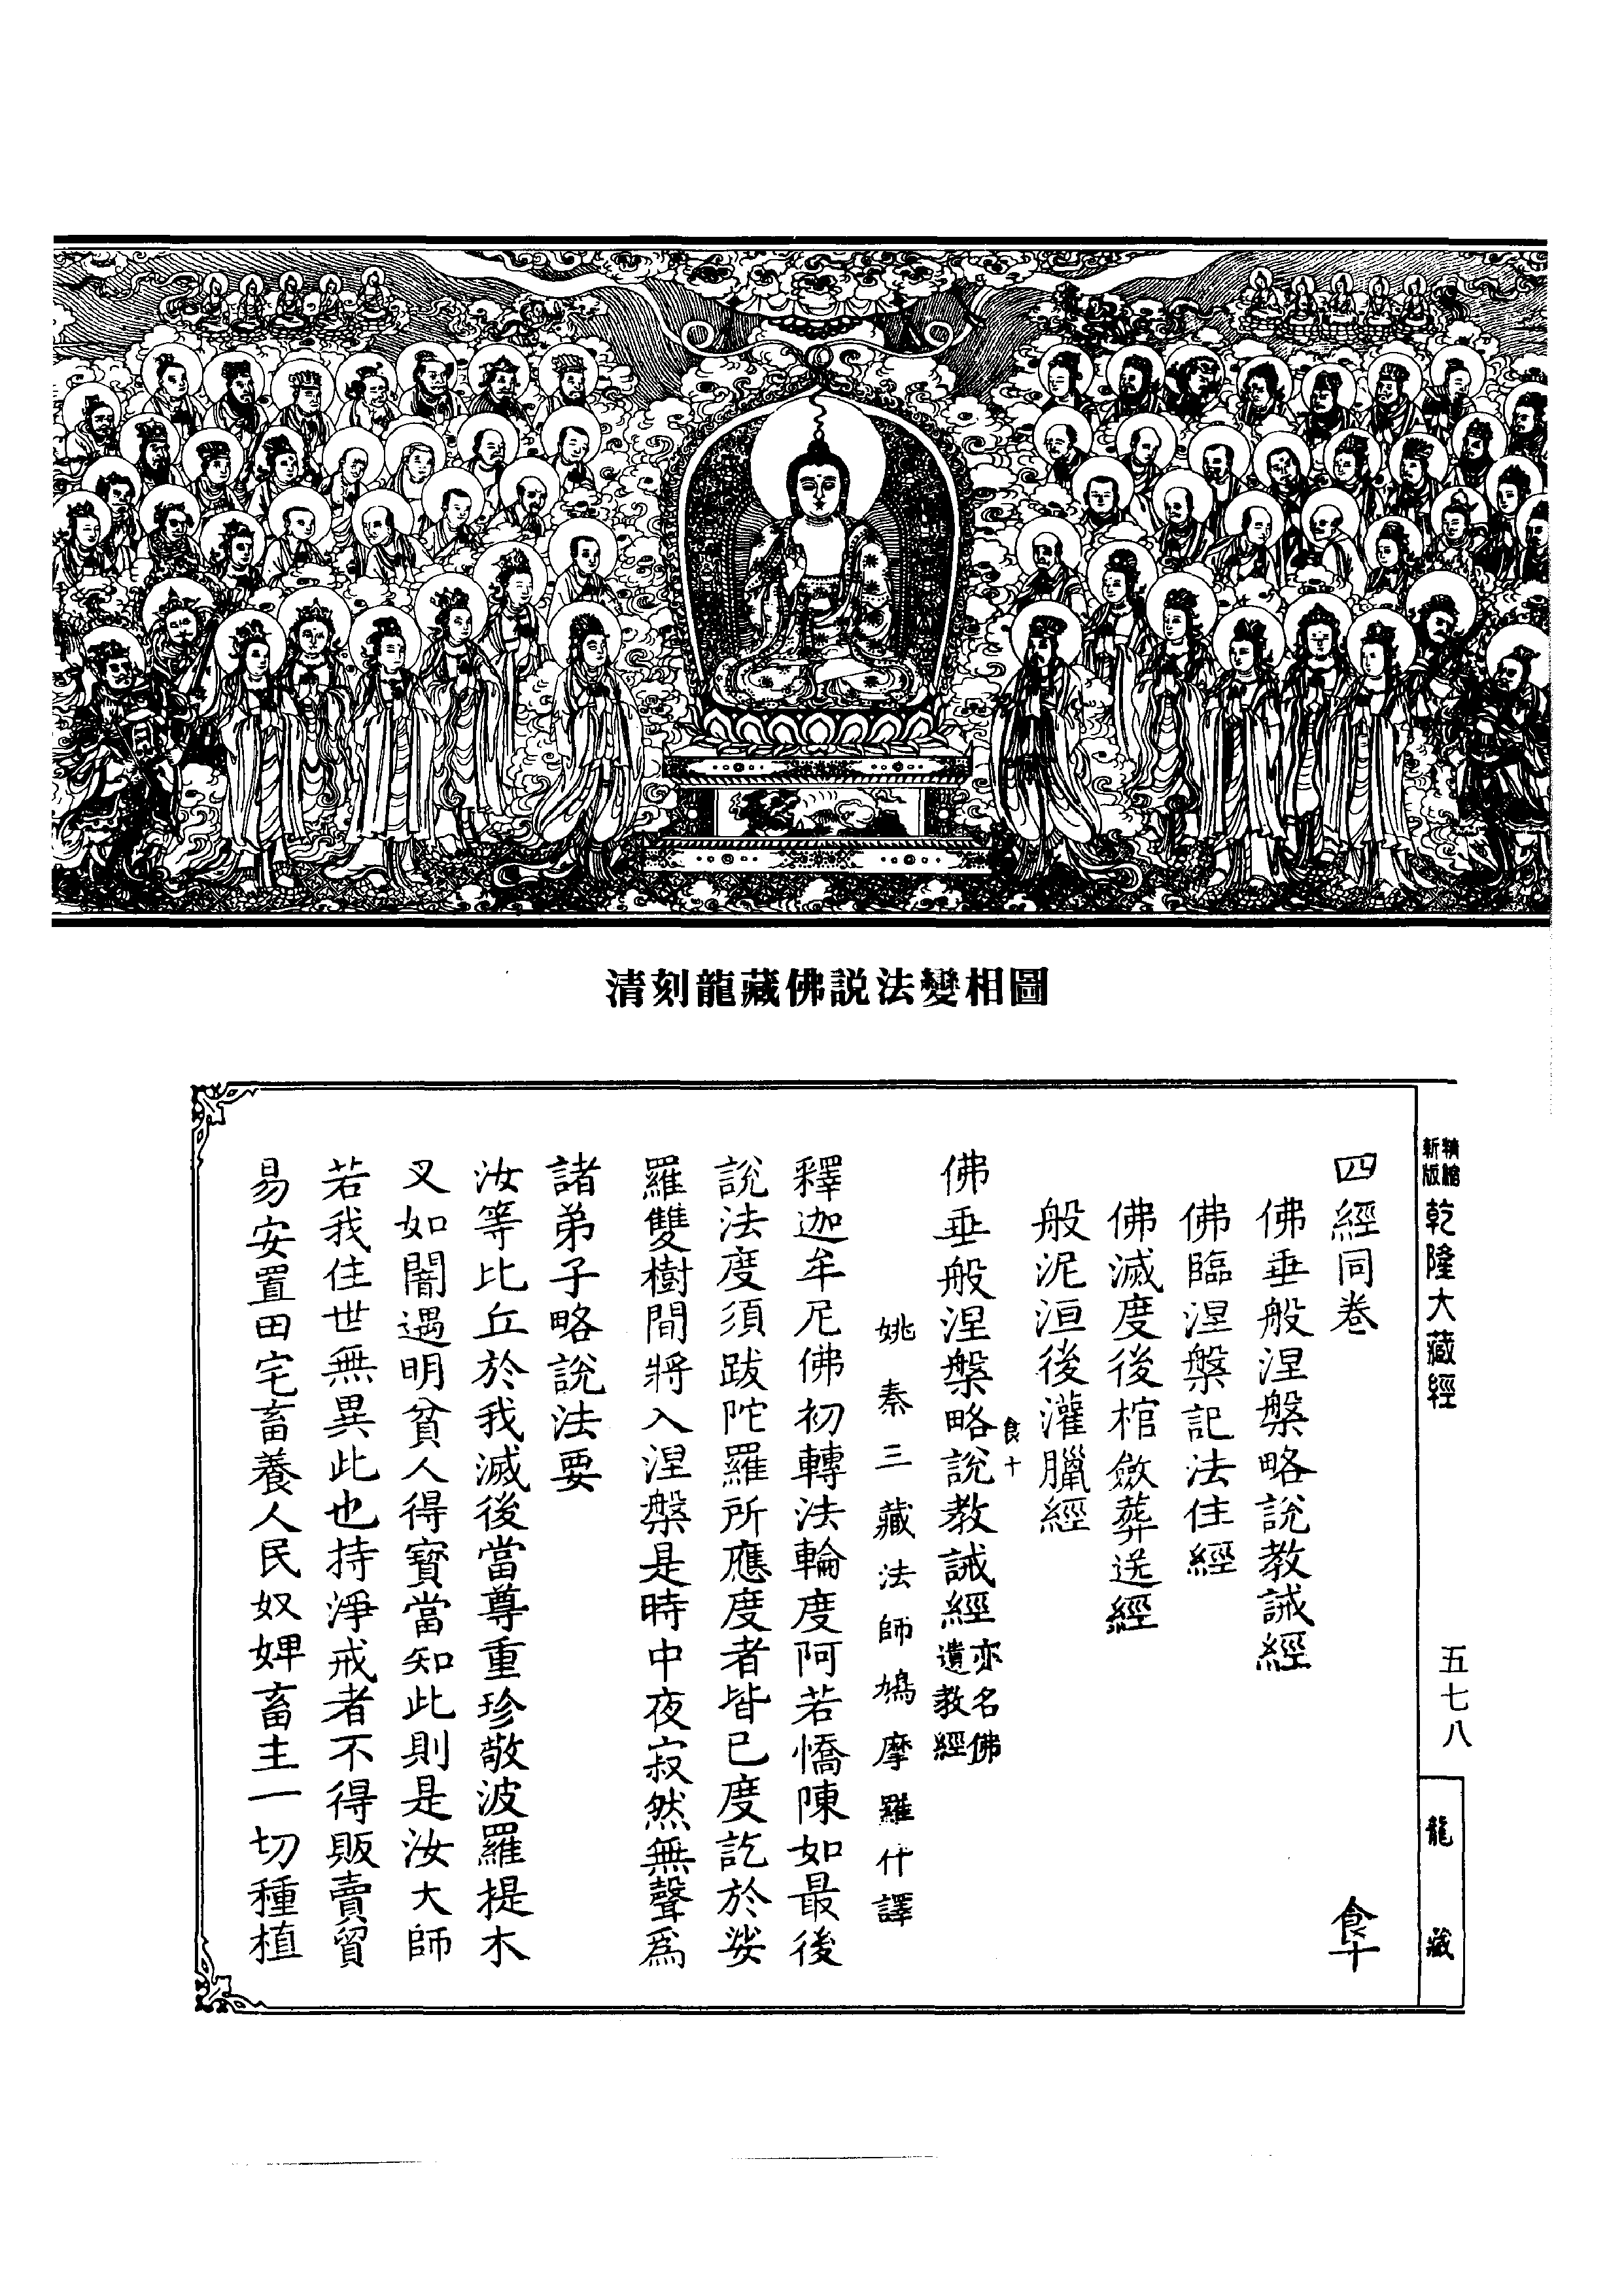 清刻龍藏佛説法變相圖
精縮新版 乾隆大藏經
五七八
龍藏
四經同卷 食十
佛垂般涅槃略說教誡經
佛臨涅槃記法住經
佛滅度後棺斂葬送經
般泥洹後灌臘經
食十
佛垂般涅槃略說教誡經亦名佛遺教經
姚秦三藏法師鳩摩羅什譯
釋迦牟尼佛初轉法輪度阿若憍陳如最後
說法度須跋陀羅所應度者皆已度訖於娑
羅雙樹間將入涅槃是時中夜寂然無聲爲
諸弟子略說法要
汝等比丘於我滅後當尊重珍敬波羅提木
叉如闇遇明貧人得寶當知此則是汝大師
若我住世無異此也持淨戒者不得販賣貿
易安置田宅畜養人民奴婢畜主一切種植